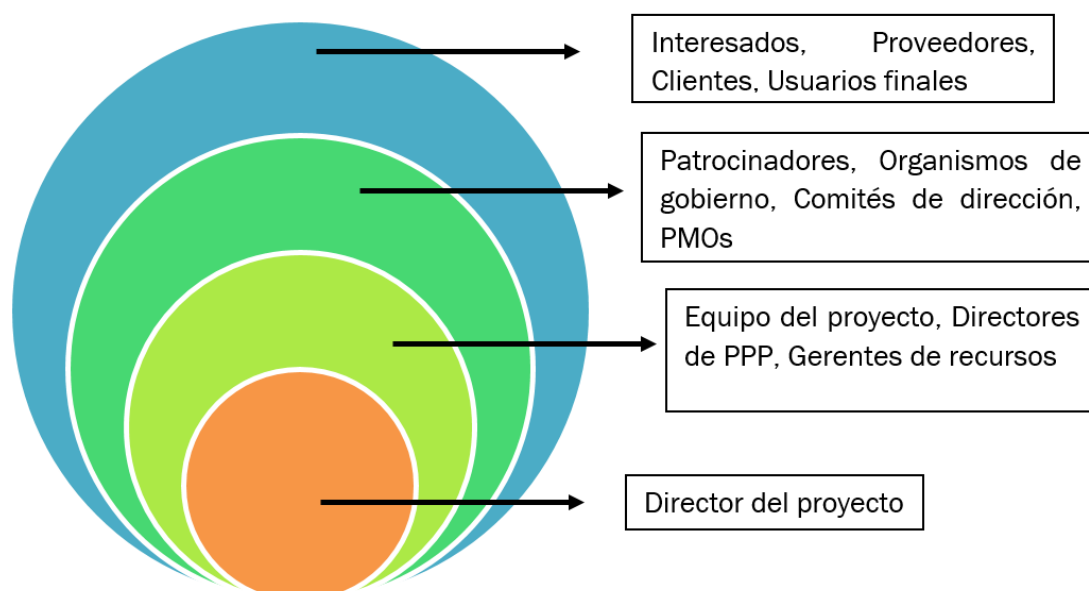 Interesados, Proveedores,
Clientes, Usuarios finales
Patrocinadores, Organismos de
gobierno, Comités de dirección,
PMOs
Equipo del proyecto, Directores
de PPP, Gerentes de recursos
Director del proyecto